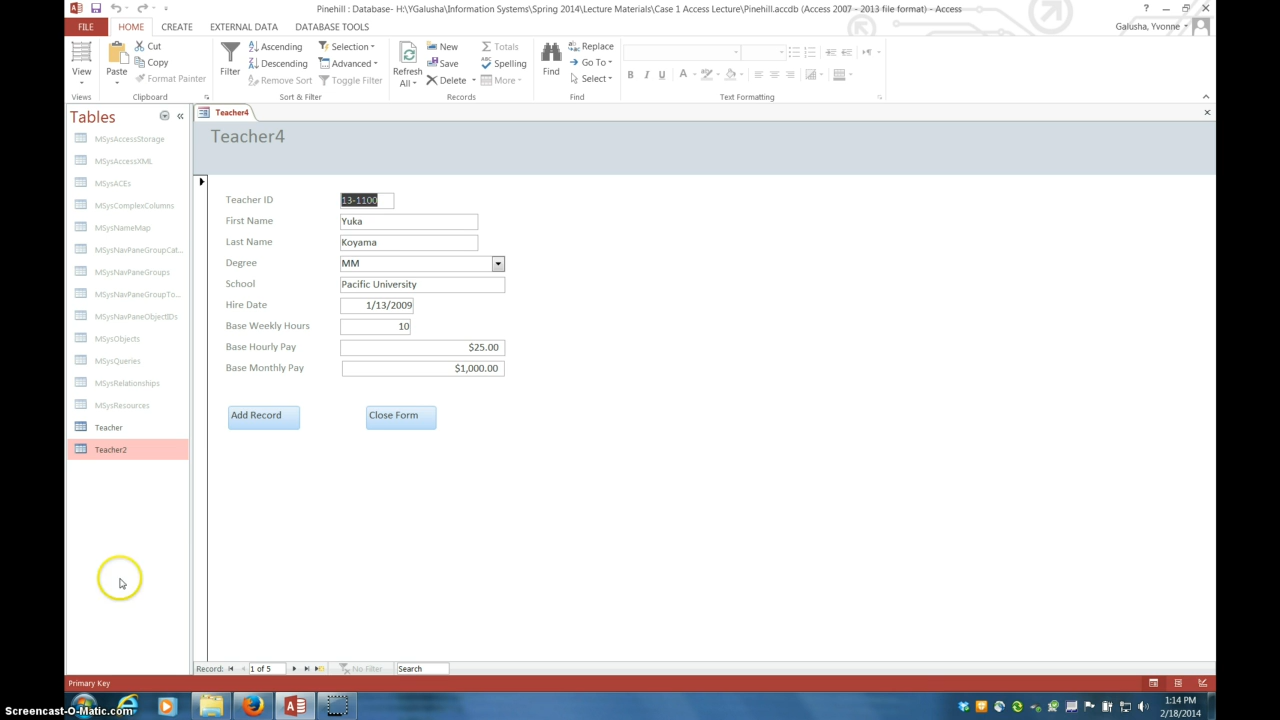 Pinehill : Database- H:\YGalusha\Information Systems\Spring 2014\Lecture Materials\Case 1 Access Lecture\Pinehill.accdb (Access 2007 - 2013 file format) - Access
FILE HOME CREATE EXTERNAL DATA DATABASE TOOLS Galusha, Yvonne
View
Views
Paste
Cut
Copy
Format Painter
Clipboard
Filter
Ascending
Descending
Remove Sort
Selection
Advanced
Toggle Filter
Sort & Filter
Refresh
All
New
Save
Delete
Totals
Spelling
More
Records
Find
Replace
Go To
Select
Find
B I U A
Text Formatting
Tables
MSysAccessStorage
MSysAccessXML
MSysACEs
MSysComplexColumns
MSysNameMap
MSysNavPaneGroupCat...
MSysNavPaneGroups
MSysNavPaneGroupTo...
MSysNavPaneObjectIDs
MSysObjects
MSysQueries
MSysRelationships
MSysResources
Teacher
Teacher2
Teacher4
Teacher4
Teacher ID 13-1100
First Name Yuka
Last Name Koyama
Degree MM
School Pacific University
Hire Date 1/13/2009
Base Weekly Hours 10
Base Hourly Pay $25.00
Base Monthly Pay $1,000.00
Add Record Close Form
Record: 1 of 5 No Filter Search
Primary Key
Screencast-O-Matic.com
1:14 PM
2/18/2014